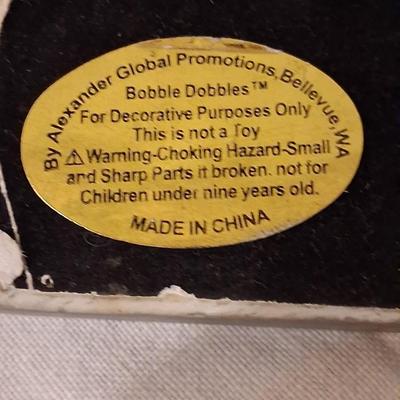 By Alexander Global Promotions, Bellevue, WA
Bobble Dobbles™
For Decorative Purposes Only
This is not a Toy
⚠Warning-Choking Hazard-Small
and Sharp Parts if broken. not for
Children under nine years old.
MADE IN CHINA